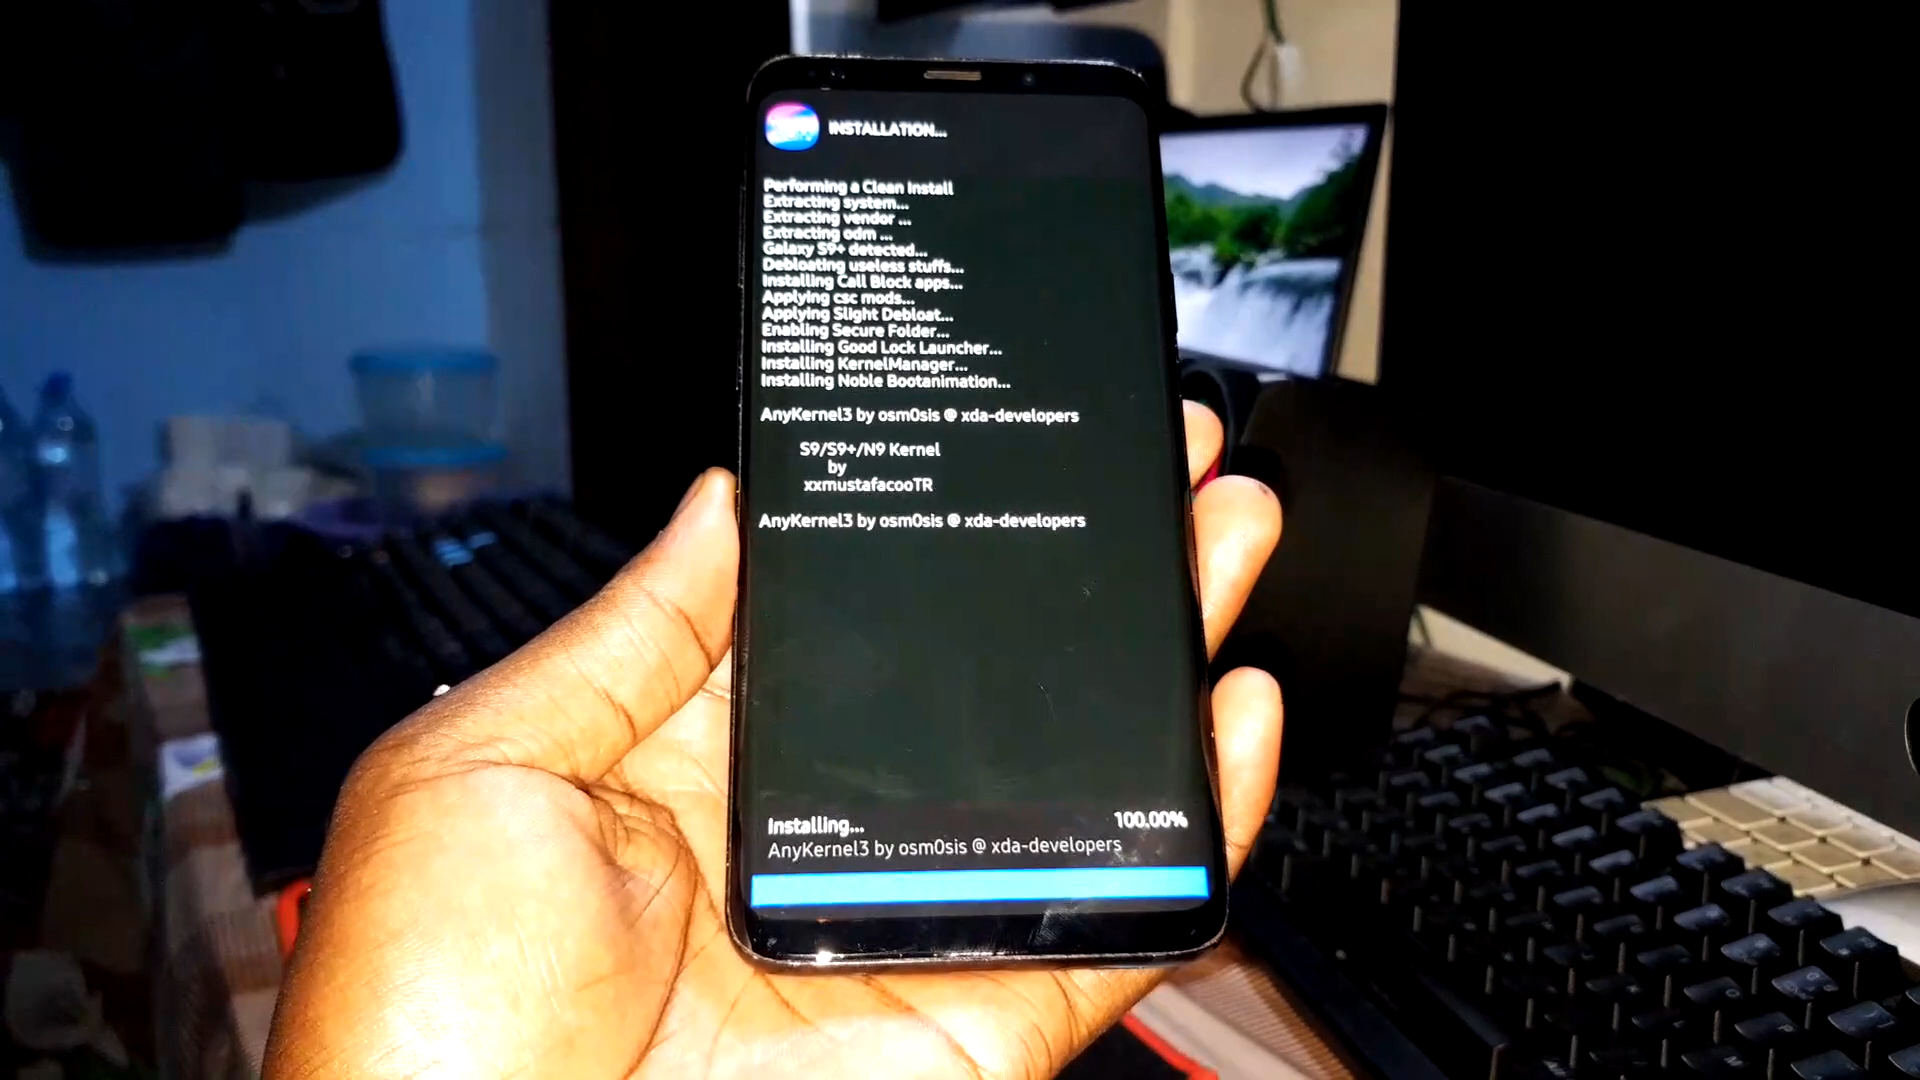 INSTALLATION...
Performing a Clean Install
Extracting system...
Extracting vendor ...
Extracting odm ...
Galaxy S9+ detected...
Debloating useless stuffs...
Installing Call Block apps...
Applying csc mods...
Applying Slight Debloat...
Enabling Secure Folder...
Installing Good Lock Launcher...
Installing KernelManager...
Installing Noble Bootanimation...
AnyKernel3 by osm0sis @ xda-developers
S9/S9+/N9 Kernel
by
xxmustafacooTR
AnyKernel3 by osm0sis @ xda-developers
Installing... 100.00%
AnyKernel3 by osm0sis @ xda-developers